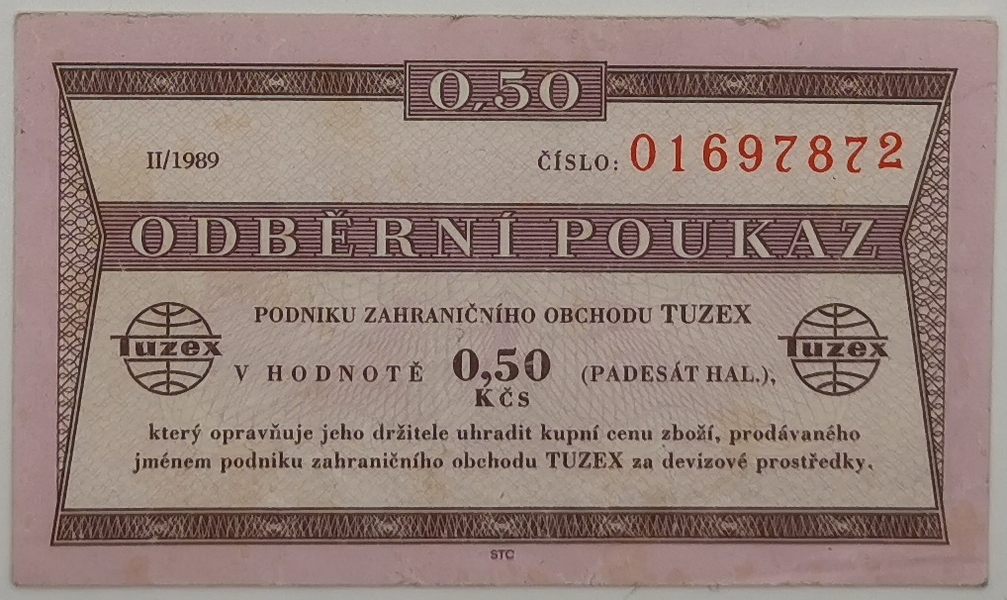 0,50
II/1989
ČÍSLO: 01697872
ODBĚRNÍ POUKAZ
PODNIKU ZAHRANIČNÍHO OBCHODU TUZEX
Tuzex
V HODNOTĚ 0,50 (PADESÁT HAL.),
Tuzex
KČS
který opravňuje jeho držitele uhradit kupní cenu zboží, prodávaného
jménem podniku zahraničního obchodu TUZEX za devizové prostředky.
STC